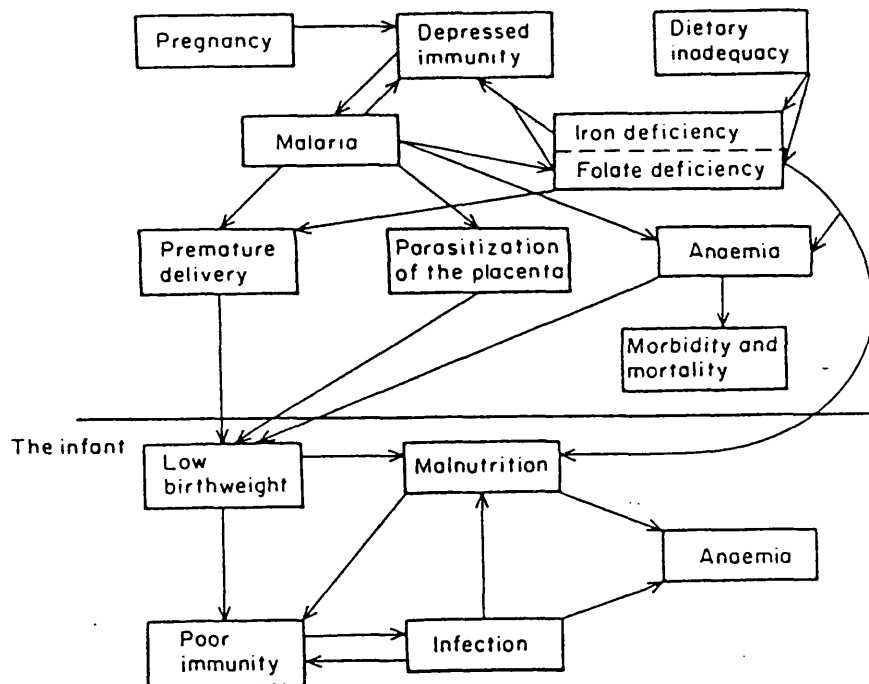 Pregnancy
Depressed
immunity
Dietary
inadequacy
Malaria
Iron deficiency
Folate deficiency
Premature
delivery
Parasitization
of the placenta
Anaemia
Morbidity and
mortality
The infant
Low
birthweight
Malnutrition
Anaemia
Poor
immunity
Infection